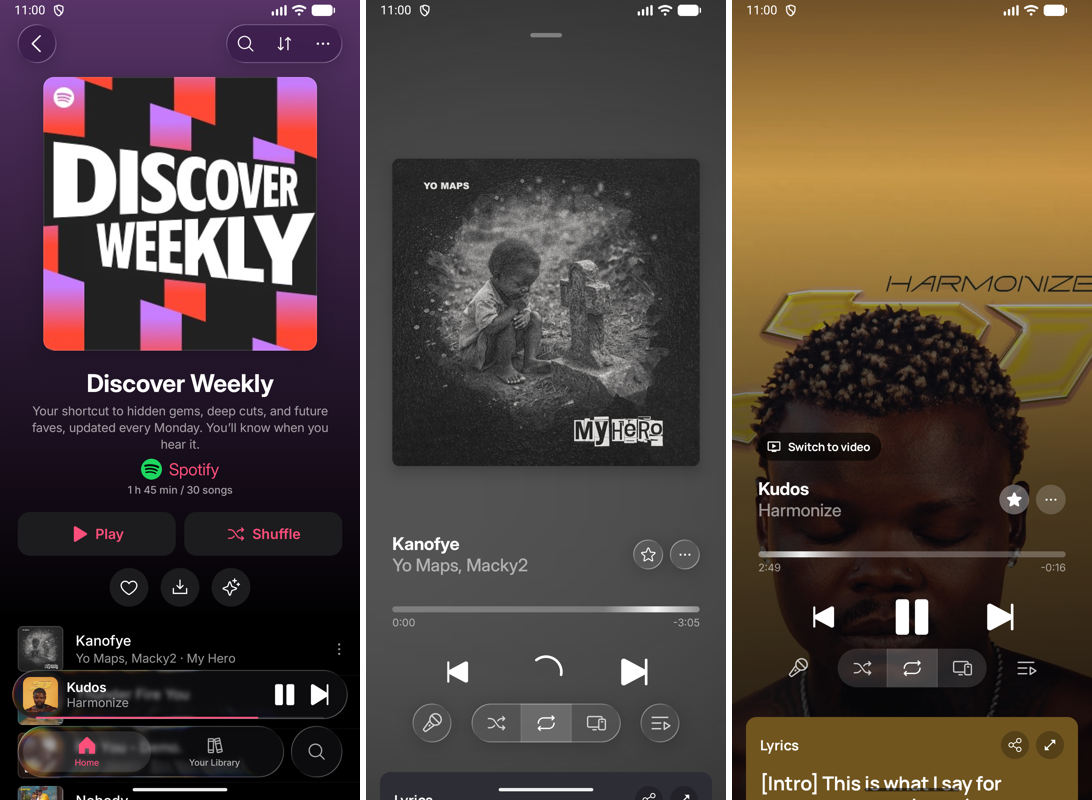 11:00
DISCOVER
WEEKLY
Discover Weekly
Your shortcut to hidden gems, deep cuts, and future
faves, updated every Monday. You'll know when you
hear it.
Spotify
1 h 45 min / 30 songs
Play
Shuffle
Kanofye
Yo Maps, Macky2 · My Hero
Kudos
Harmonize
Home
Your Library
Nobody
11:00
YO MAPS
MyHeRo
Kanofye
Yo Maps, Macky2
0:00
-3:05
Lyrics
11:00
HARMONIZE
Switch to video
Kudos
Harmonize
2:49
-0:16
Lyrics
[Intro] This is what I say for